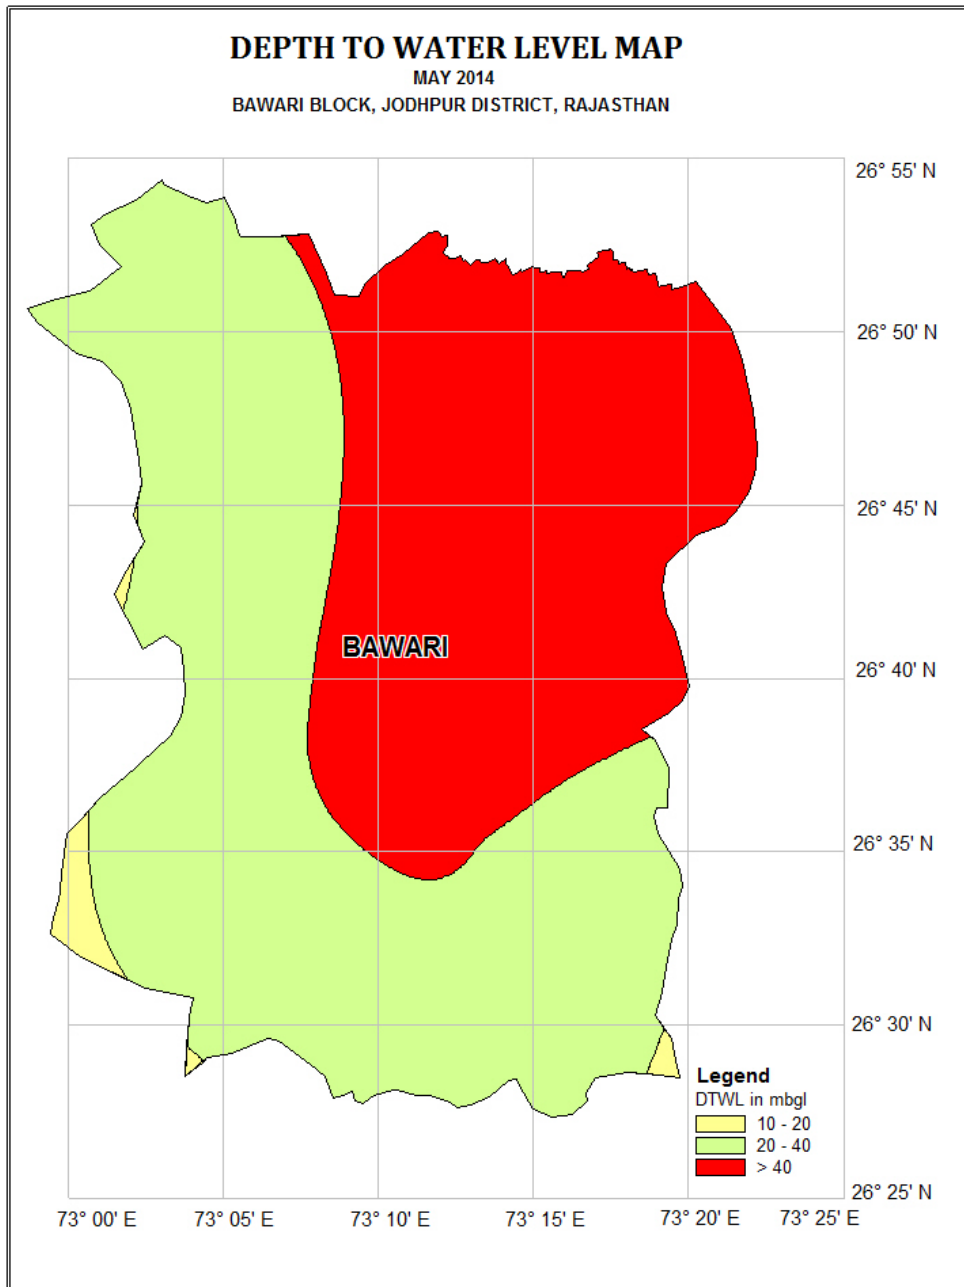 DEPTH TO WATER LEVEL MAP
MAY 2014
BAWARI BLOCK, JODHPUR DISTRICT, RAJASTHAN
26° 55' N
26° 50' N
26° 45' N
BAWARI
26° 40' N
26° 35' N
26° 30' N
Legend
DTWL in mbgl
10 - 20
20 - 40
> 40
26° 25' N
73° 00' E 73° 05' E 73° 10' E 73° 15' E 73° 20' E 73° 25' E